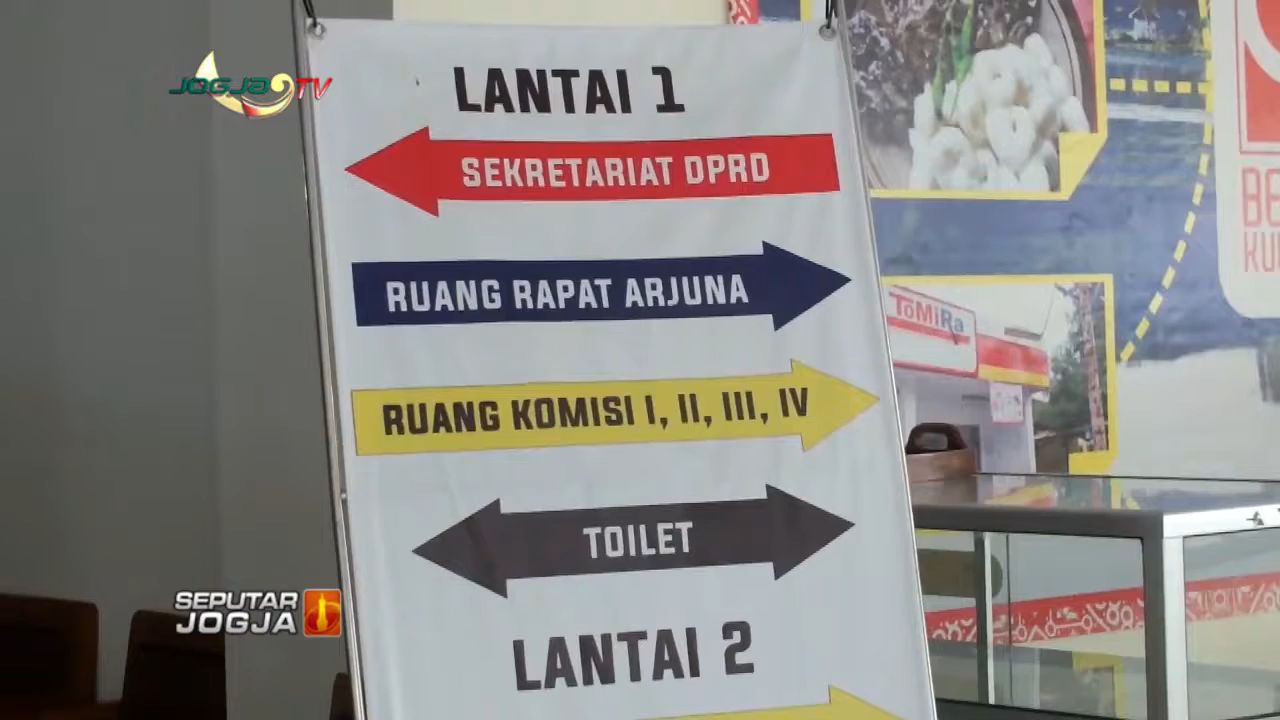 JOGJA TV
LANTAI 1
SEKRETARIAT DPRD
RUANG RAPAT ARJUNA
RUANG KOMISI I, II, III, IV
TOILET
LANTAI 2
ToMiRa
SEPUTAR
JOGJA